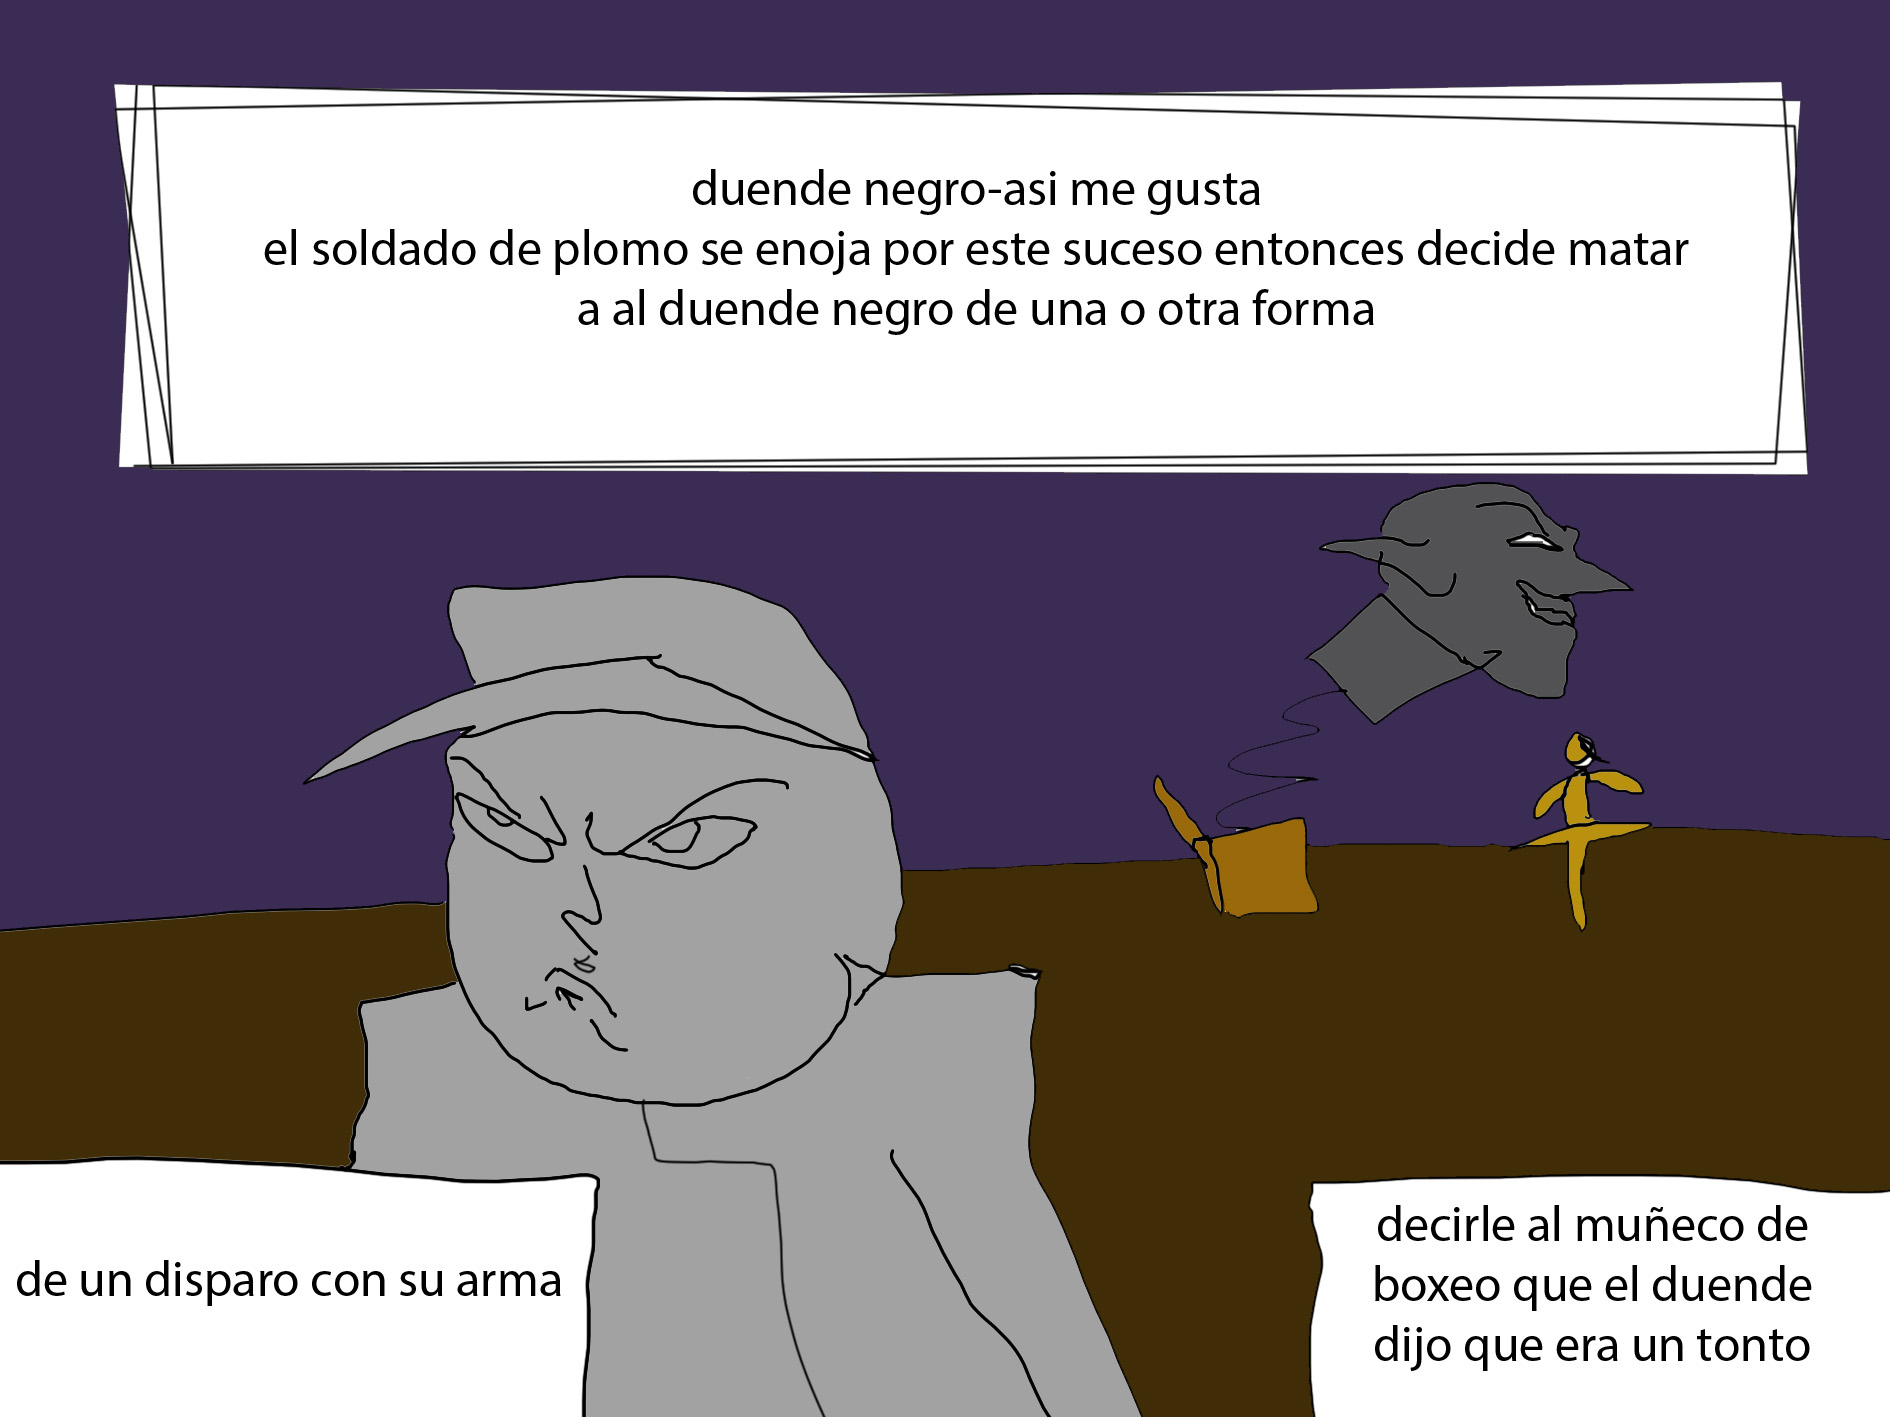 duende negro-asi me gusta
el soldado de plomo se enoja por este suceso entonces decide matar
a al duende negro de una o otra forma
de un disparo con su arma
decirle al muñeco de
boxeo que el duende
dijo que era un tonto